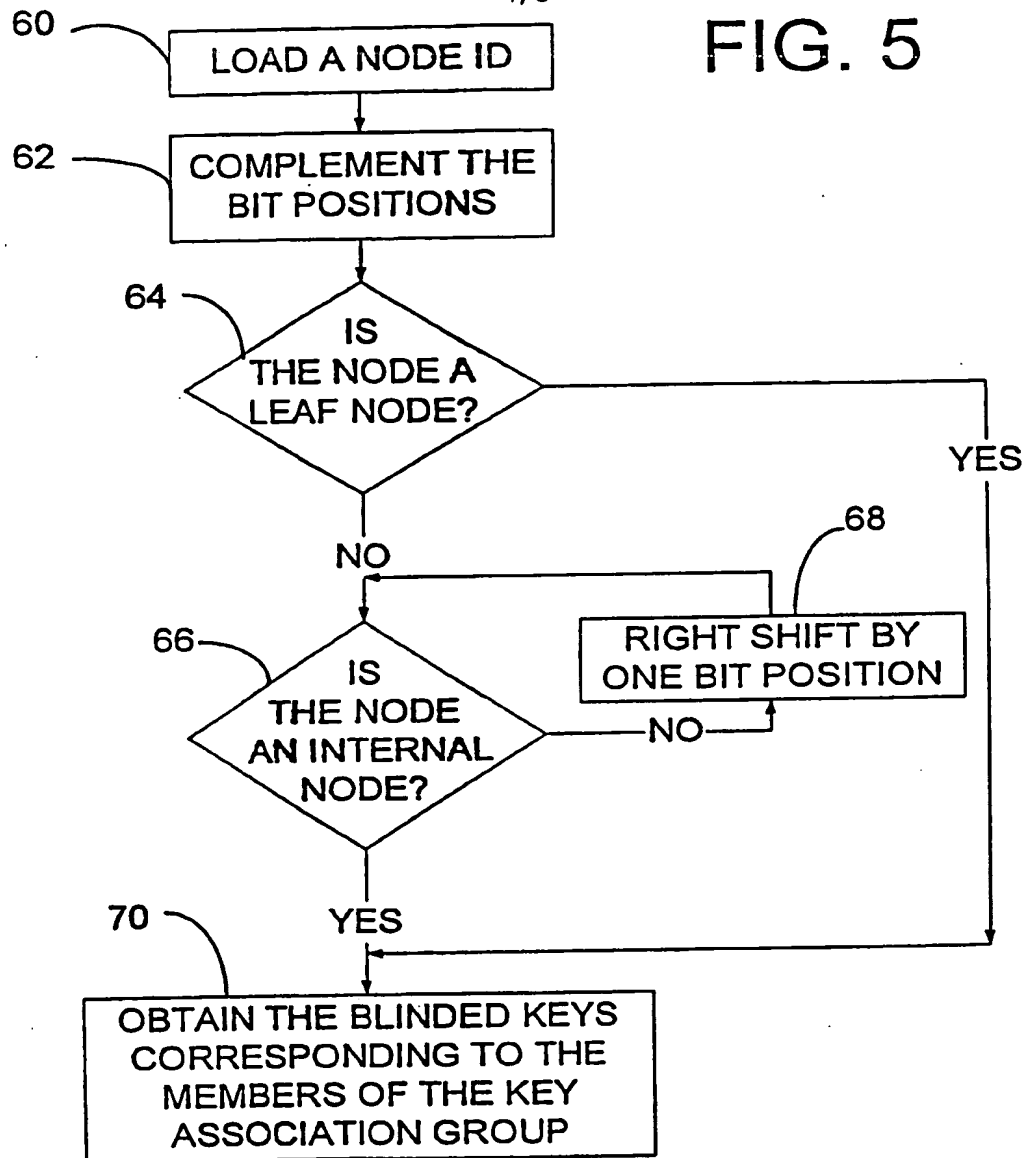 FIG. 5
60
LOAD A NODE ID
62
COMPLEMENT THE
BIT POSITIONS
64
IS
THE NODE A
LEAF NODE?
YES
NO
68
RIGHT SHIFT BY
ONE BIT POSITION
66
IS
THE NODE
AN INTERNAL
NODE?
NO
YES
70
OBTAIN THE BLINDED KEYS
CORRESPONDING TO THE
MEMBERS OF THE KEY
ASSOCIATION GROUP